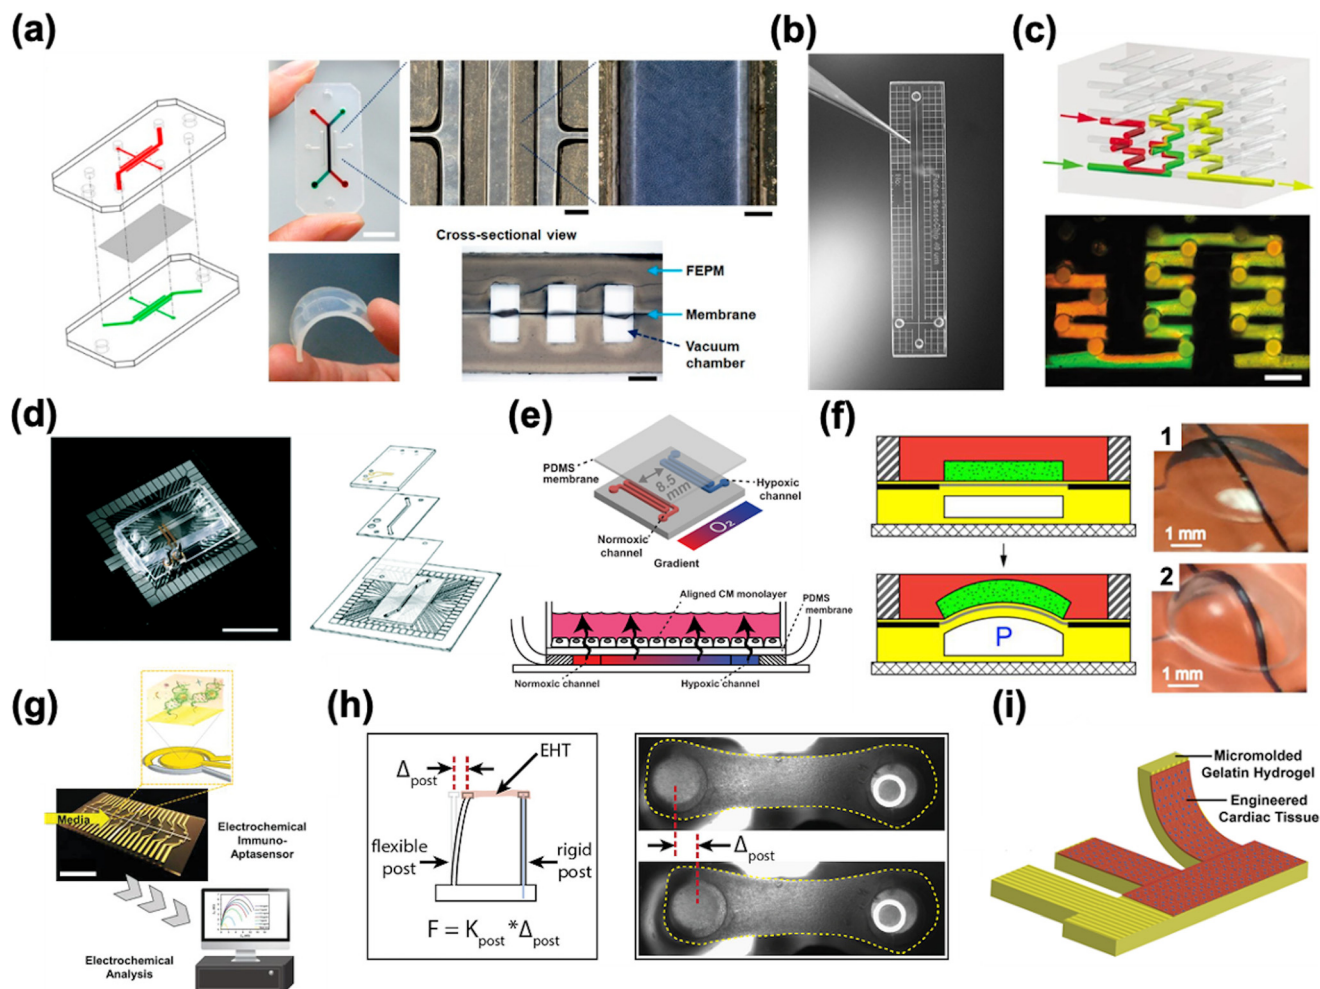 (a)
Cross-sectional view
FEPM
Membrane
Vacuum
chamber
(b)
(c)
(d)
(e)
PDMS
membrane
8.5
mm
Hypoxic
channel
Normoxic
channel
O2
Gradient
Aligned CM monolayer
PDMS
membrane
Normoxic channel
Hypoxic channel
(f)
P
1
1 mm
2
1 mm
(g)
Media
Electrochemical
Immuno-
Aptasensor
Electrochemical
Analysis
(h)
EHT
Δpost
flexible
post
rigid
post
F = Kpost*Δpost
Δpost
(i)
Micromolded
Gelatin Hydrogel
Engineered
Cardiac Tissue